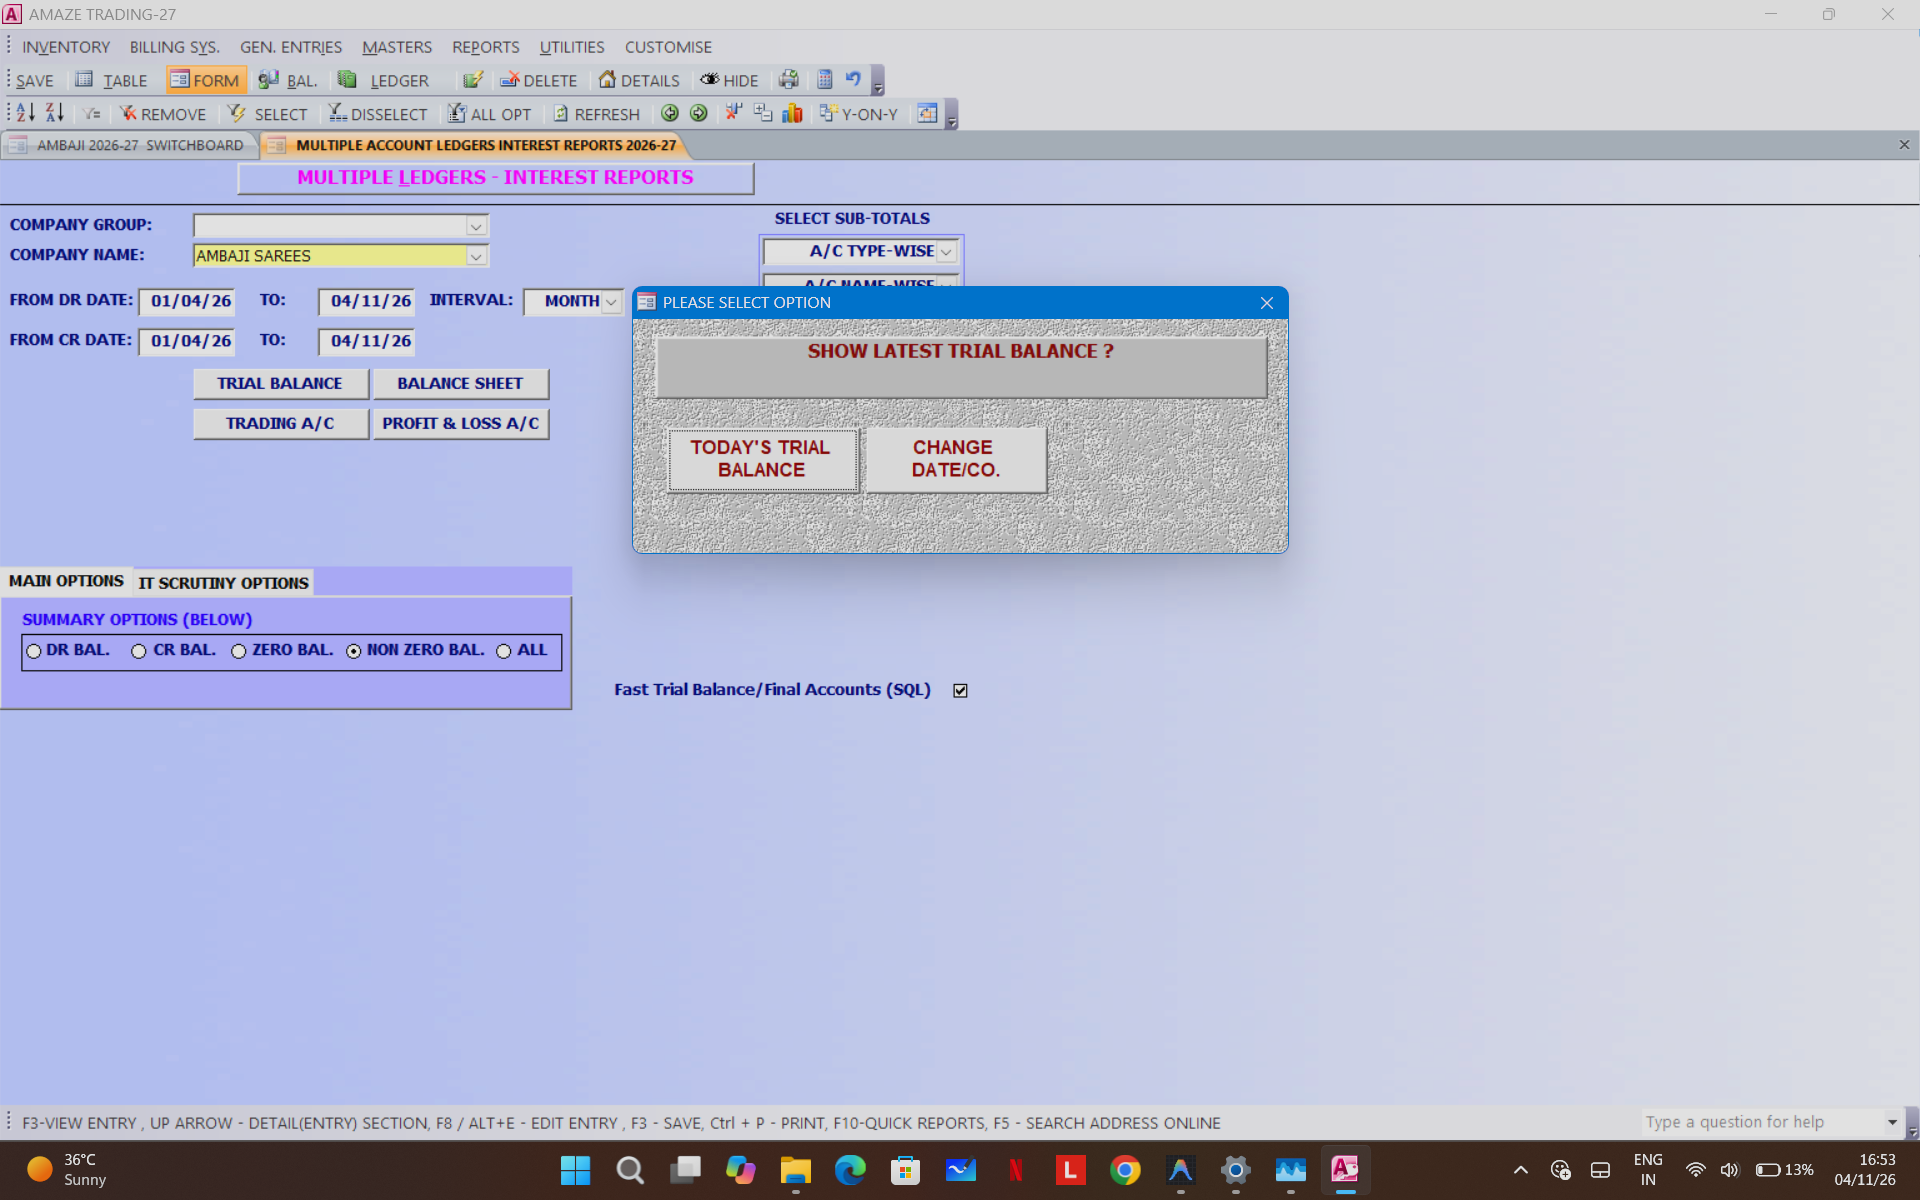 AMAZE TRADING-27
INVENTORY BILLING SYS. GEN. ENTRIES MASTERS REPORTS UTILITIES CUSTOMISE
SAVE TABLE FORM BAL. LEDGER DELETE DETAILS HIDE
REMOVE SELECT DISSELECT ALL OPT REFRESH Y-ON-Y
AMBAJI 2026-27 SWITCHBOARD MULTIPLE ACCOUNT LEDGERS INTEREST REPORTS 2026-27
MULTIPLE LEDGERS - INTEREST REPORTS
COMPANY GROUP:
SELECT SUB-TOTALS
COMPANY NAME: AMBAJI SAREES
A/C TYPE-WISE
A/C NAME-WISE
FROM DR DATE: 01/04/26 TO: 04/11/26 INTERVAL: MONTH
FROM CR DATE: 01/04/26 TO: 04/11/26
TRIAL BALANCE BALANCE SHEET
TRADING A/C PROFIT & LOSS A/C
PLEASE SELECT OPTION
SHOW LATEST TRIAL BALANCE ?
TODAY'S TRIAL BALANCE
CHANGE DATE/CO.
MAIN OPTIONS IT SCRUTINY OPTIONS
SUMMARY OPTIONS (BELOW)
DR BAL. CR BAL. ZERO BAL. NON ZERO BAL. ALL
Fast Trial Balance/Final Accounts (SQL)
F3-VIEW ENTRY , UP ARROW - DETAIL(ENTRY) SECTION, F8 / ALT+E - EDIT ENTRY , F3 - SAVE, Ctrl + P - PRINT, F10-QUICK REPORTS, F5 - SEARCH ADDRESS ONLINE
Type a question for help
36°C
Sunny
ENG
IN
13%
16:53
04/11/26